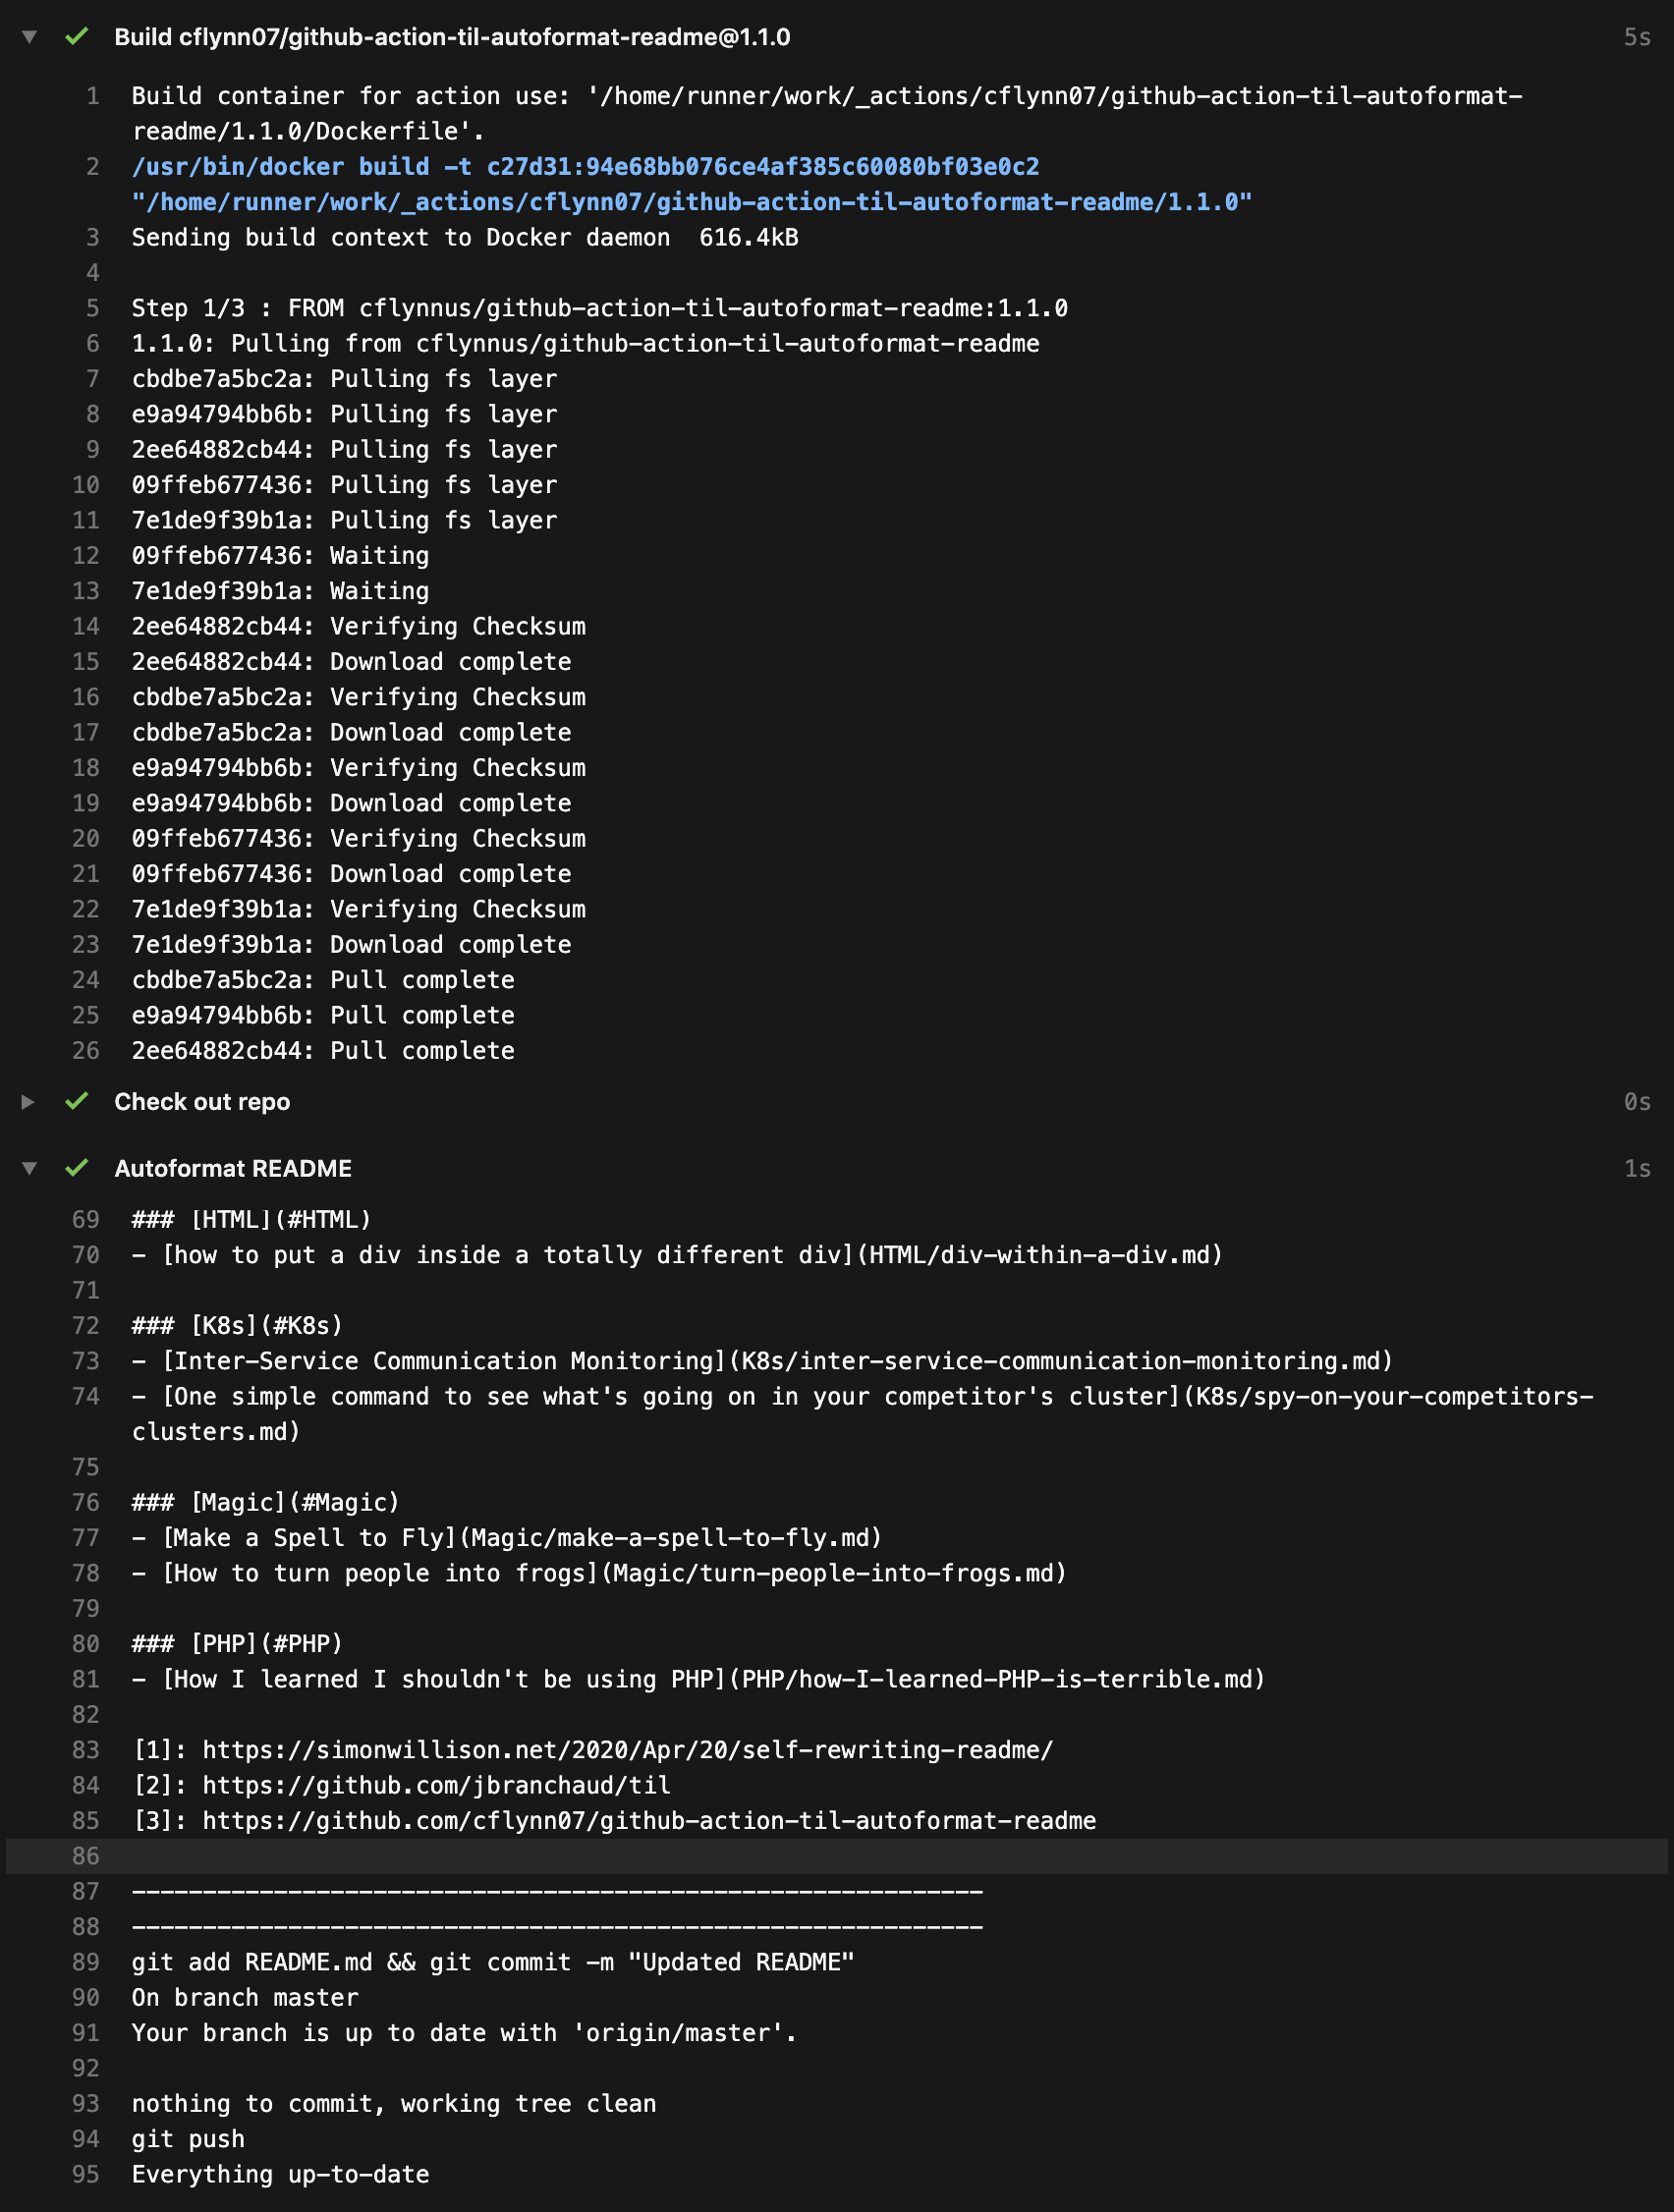 Build cflynn07/github-action-til-autoformat-readme@1.1.0 5s
1 Build container for action use: '/home/runner/work/_actions/cflynn07/github-action-til-autoformat-
readme/1.1.0/Dockerfile'.
2 /usr/bin/docker build -t c27d31:94e68bb076ce4af385c60080bf03e0c2
"/home/runner/work/_actions/cflynn07/github-action-til-autoformat-readme/1.1.0"
3 Sending build context to Docker daemon  616.4kB
4
5 Step 1/3 : FROM cflynnus/github-action-til-autoformat-readme:1.1.0
6 1.1.0: Pulling from cflynnus/github-action-til-autoformat-readme
7 cbdbe7a5bc2a: Pulling fs layer
8 e9a94794bb6b: Pulling fs layer
9 2ee64882cb44: Pulling fs layer
10 09ffeb677436: Pulling fs layer
11 7e1de9f39b1a: Pulling fs layer
12 09ffeb677436: Waiting
13 7e1de9f39b1a: Waiting
14 2ee64882cb44: Verifying Checksum
15 2ee64882cb44: Download complete
16 cbdbe7a5bc2a: Verifying Checksum
17 cbdbe7a5bc2a: Download complete
18 e9a94794bb6b: Verifying Checksum
19 e9a94794bb6b: Download complete
20 09ffeb677436: Verifying Checksum
21 09ffeb677436: Download complete
22 7e1de9f39b1a: Verifying Checksum
23 7e1de9f39b1a: Download complete
24 cbdbe7a5bc2a: Pull complete
25 e9a94794bb6b: Pull complete
26 2ee64882cb44: Pull complete
Check out repo 0s
Autoformat README 1s
69 ### [HTML](#HTML)
70 - [how to put a div inside a totally different div](HTML/div-within-a-div.md)
71
72 ### [K8s](#K8s)
73 - [Inter-Service Communication Monitoring](K8s/inter-service-communication-monitoring.md)
74 - [One simple command to see what's going on in your competitor's cluster](K8s/spy-on-your-competitors-
clusters.md)
75
76 ### [Magic](#Magic)
77 - [Make a Spell to Fly](Magic/make-a-spell-to-fly.md)
78 - [How to turn people into frogs](Magic/turn-people-into-frogs.md)
79
80 ### [PHP](#PHP)
81 - [How I learned I shouldn't be using PHP](PHP/how-I-learned-PHP-is-terrible.md)
82
83 [1]: https://simonwillison.net/2020/Apr/20/self-rewriting-readme/
84 [2]: https://github.com/jbranchaud/til
85 [3]: https://github.com/cflynn07/github-action-til-autoformat-readme
86
87 ------------------------------------------------------------
88 ------------------------------------------------------------
89 git add README.md && git commit -m "Updated README"
90 On branch master
91 Your branch is up to date with 'origin/master'.
92
93 nothing to commit, working tree clean
94 git push
95 Everything up-to-date